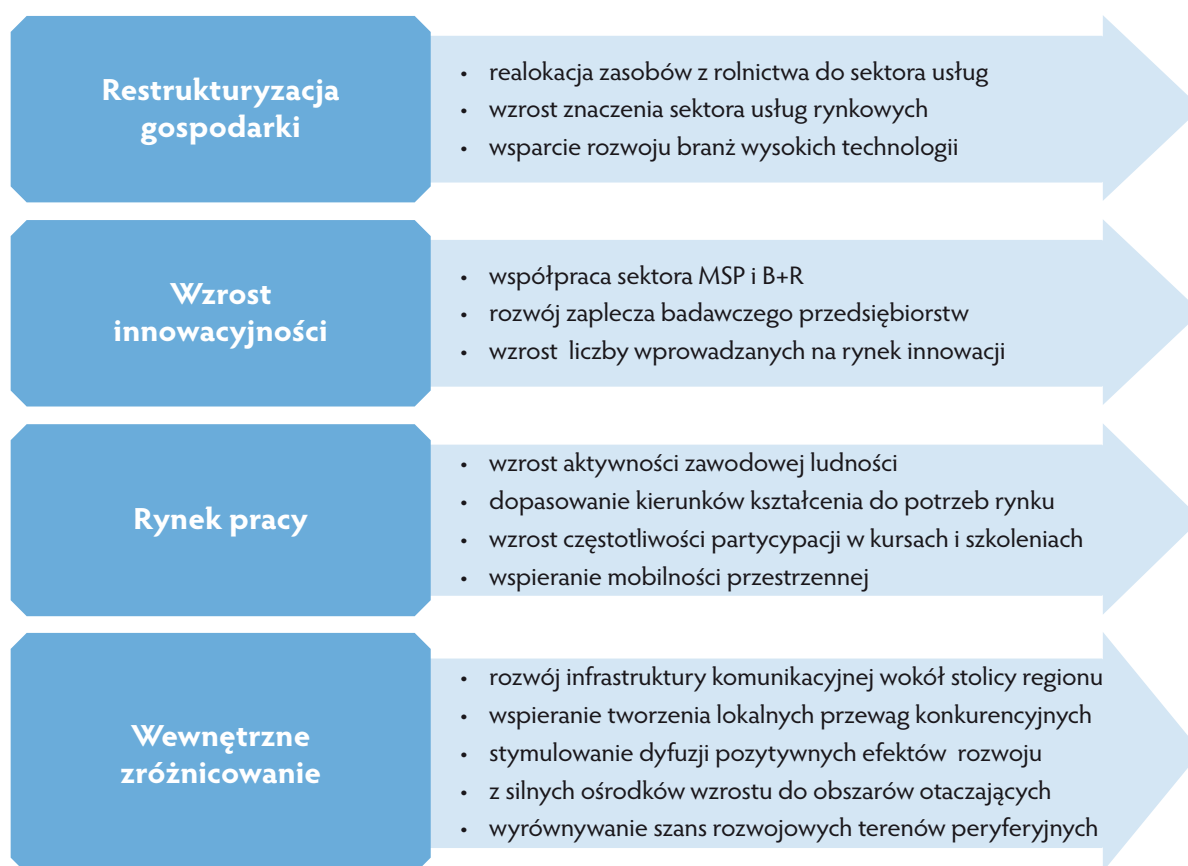 Restrukturyzacja
gospodarki
• realokacja zasobów z rolnictwa do sektora usług
• wzrost znaczenia sektora usług rynkowych
• wsparcie rozwoju branż wysokich technologii
Wzrost
innowacyjności
• współpraca sektora MSP i B+R
• rozwój zaplecza badawczego przedsiębiorstw
• wzrost liczby wprowadzanych na rynek innowacji
Rynek pracy
• wzrost aktywności zawodowej ludności
• dopasowanie kierunków kształcenia do potrzeb rynku
• wzrost częstotliwości partycypacji w kursach i szkoleniach
• wspieranie mobilności przestrzennej
Wewnętrzne
zróżnicowanie
• rozwój infrastruktury komunikacyjnej wokół stolicy regionu
• wspieranie tworzenia lokalnych przewag konkurencyjnych
• stymulowanie dyfuzji pozytywnych efektów rozwoju
• z silnych ośrodków wzrostu do obszarów otaczających
• wyrównywanie szans rozwojowych terenów peryferyjnych